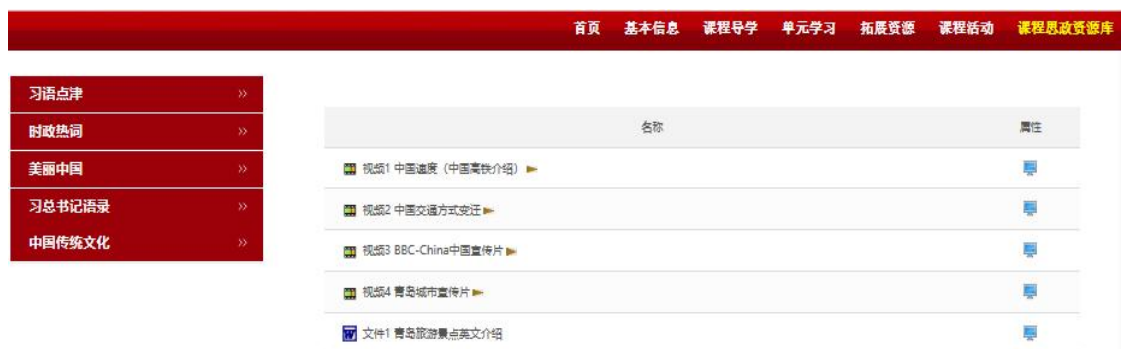 首页 基本信息 课程导学 单元学习 拓展资源 课程活动 课程思政资源库
习语点津
时政热词
美丽中国
习总书记语录
中国传统文化
名称 属性
视频1 中国速度（中国高铁介绍）
视频2 中国交通方式变迁
视频3 BBC-China中国宣传片
视频4 青岛城市宣传片
文件1 青岛旅游景点英文介绍